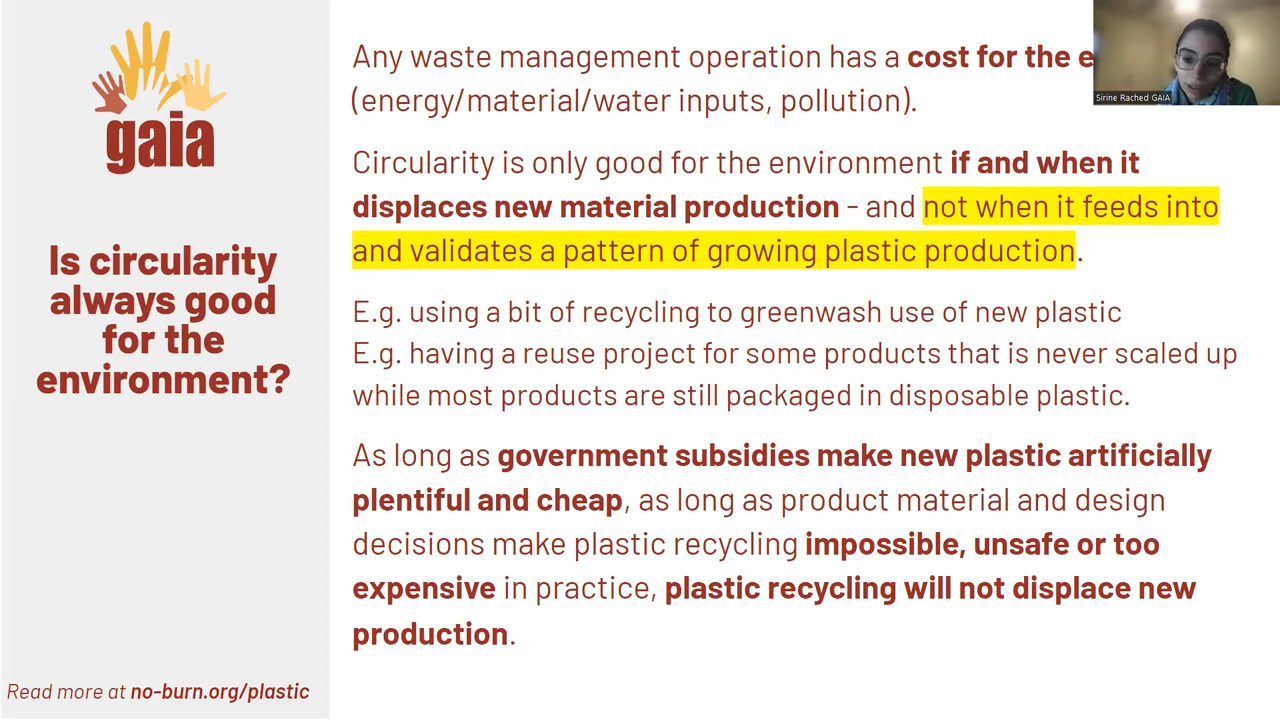 gaia
Is circularity
always good
for the
environment?
Read more at no-burn.org/plastic
Any waste management operation has a cost for the
(energy/material/water inputs, pollution).
Circularity is only good for the environment if and when it
displaces new material production - and not when it feeds into
and validates a pattern of growing plastic production.
E.g. using a bit of recycling to greenwash use of new plastic
E.g. having a reuse project for some products that is never scaled up
while most products are still packaged in disposable plastic.
As long as government subsidies make new plastic artificially
plentiful and cheap, as long as product material and design
decisions make plastic recycling impossible, unsafe or too
expensive in practice, plastic recycling will not displace new
production.
Sirine Rached GAIA